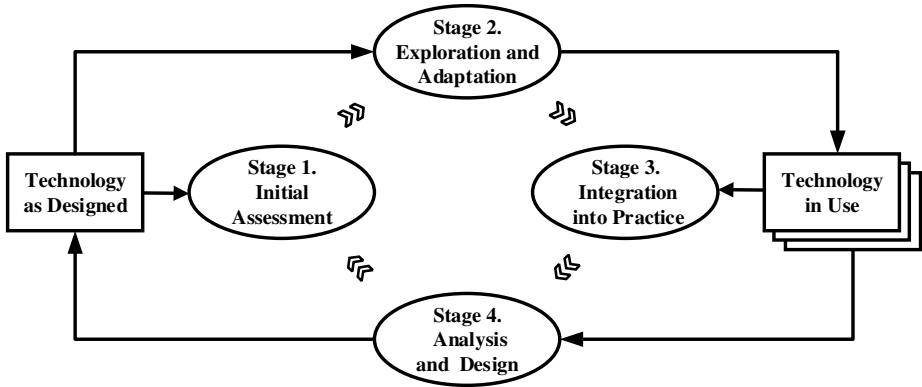 Stage 2.
Exploration and
Adaptation
Technology
as Designed
Stage 1.
Initial
Assessment
Stage 3.
Integration
into Practice
Technology
in Use
Stage 4.
Analysis
and Design